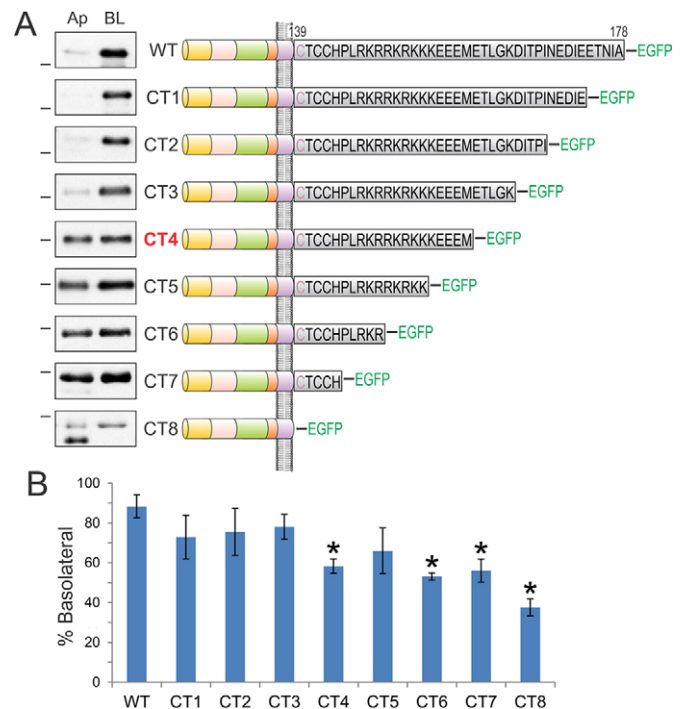 A
Ap BL
139 178
WT CTCCHPLRKRRKRKKKEEEMETLGKDITPINEDIEETNIA EGFP
CT1 CTCCHPLRKRRKRKKKEEEMETLGKDITPINEDIE EGFP
CT2 CTCCHPLRKRRKRKKKEEEMETLGKDITPI EGFP
CT3 CTCCHPLRKRRKRKKKEEEMETLGK EGFP
CT4 CTCCHPLRKRRKRKKKEEEM EGFP
CT5 CTCCHPLRKRRKRKK EGFP
CT6 CTCCHPLRKR EGFP
CT7 CTCCH EGFP
CT8 EGFP
B
% Basolateral
100
80
60
40
20
0
* * * *
WT CT1 CT2 CT3 CT4 CT5 CT6 CT7 CT8